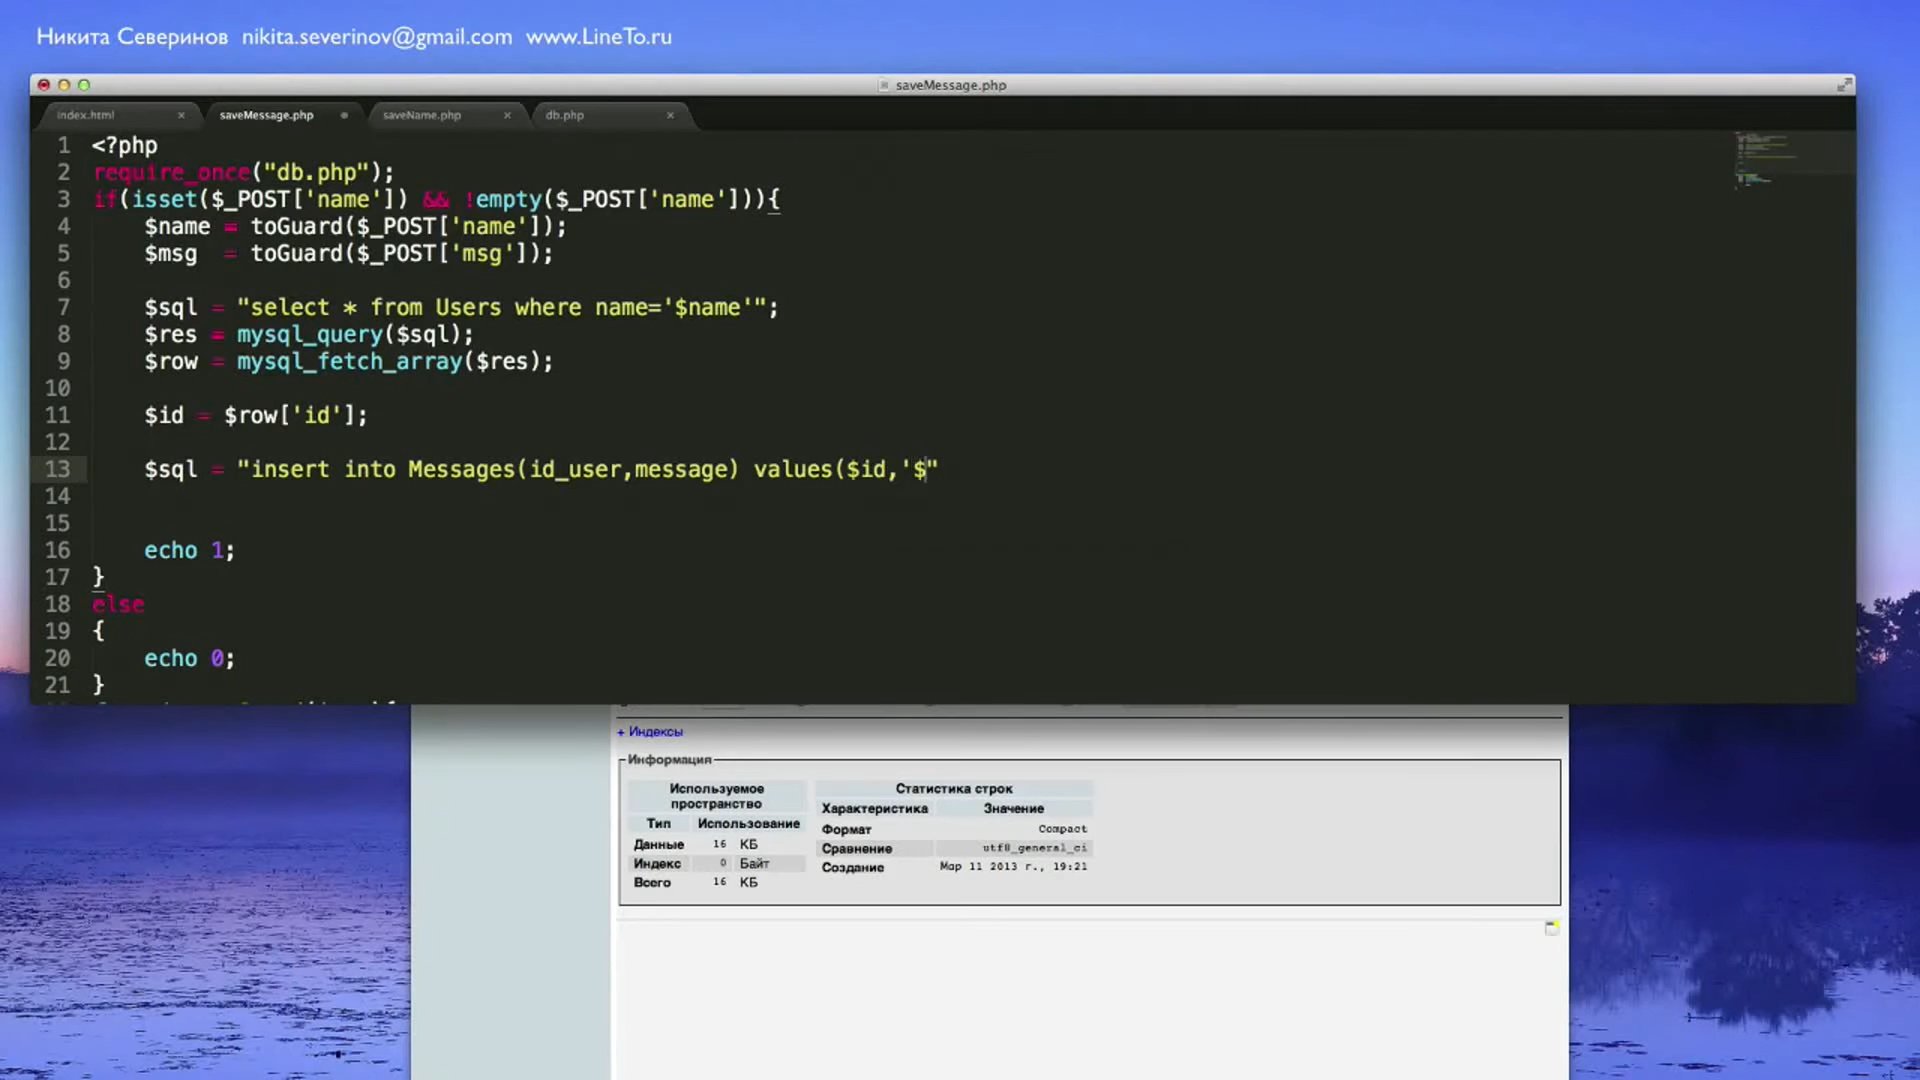 Никита Северинов nikita.severinov@gmail.com www.LineTo.ru
saveMessage.php
index.html saveMessage.php saveName.php db.php
1 <?php
2 require_once("db.php");
3 if(isset($_POST['name']) && !empty($_POST['name'])){
4 $name = toGuard($_POST['name']);
5 $msg = toGuard($_POST['msg']);
6
7 $sql = "select * from Users where name='$name'";
8 $res = mysql_query($sql);
9 $row = mysql_fetch_array($res);
10
11 $id = $row['id'];
12
13 $sql = "insert into Messages(id_user,message) values($id,'$"
14
15
16 echo 1;
17 }
18 else
19 {
20 echo 0;
21 }
+ Индексы
Информация
Используемое пространство
Тип Использование
Данные 16 КБ
Индекс 0 Байт
Всего 16 КБ
Статистика строк
Характеристика Значение
Формат Compact
Сравнение utf8_general_ci
Создание Мар 11 2013 г., 19:21